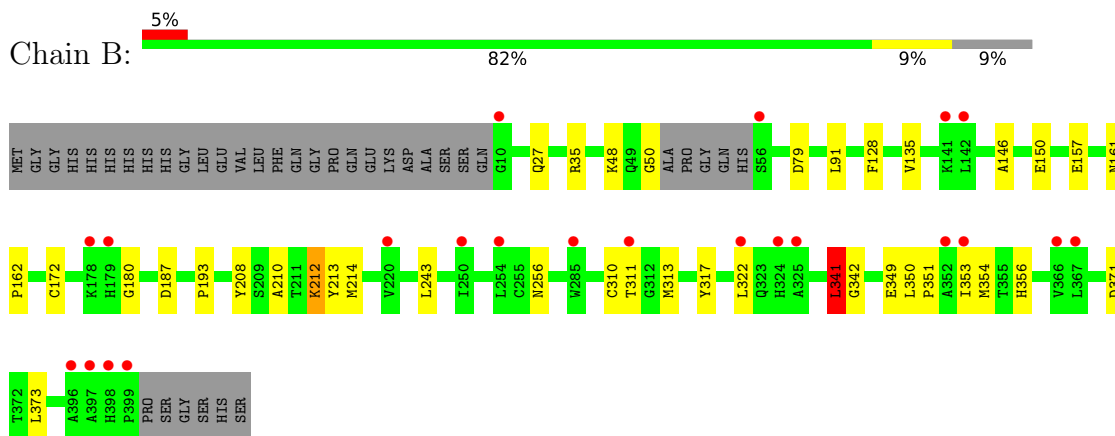 5%
Chain B:
82% 9% 9%
MET GLY GLY HIS HIS HIS HIS HIS HIS GLY LEU GLU VAL LEU PHE GLN GLY PRO GLN GLU LYS ASP ALA SER SER GLN G10 Q27 R35 K48 Q49 G50 ALA PRO GLY GLN HIS S56 D79 L91 F128 V135 K141 L142 A146 E150 E157 N161
P162 C172 K178 H179 G180 D187 P193 Y208 S209 A210 T211 K212 Y213 M214 V220 L243 I250 L254 C255 N256 W285 C310 T311 G312 M313 Y317 L322 Q323 H324 A325 L341 G342 E349 L350 P351 A352 I353 M354 T355 H356 V366 L367 D371
T372 L373 A396 A397 H398 P399 PRO SER GLY SER HIS SER